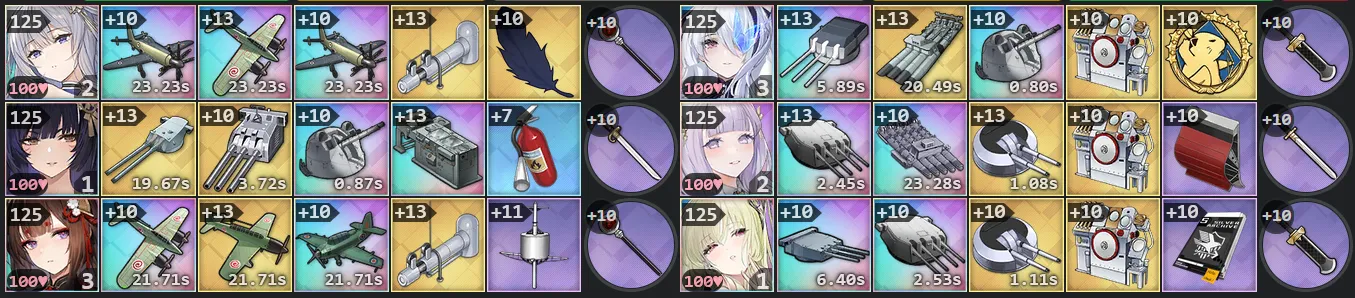 125 +10 +13 +10 +13 +10 +10
100♥ 2 23.23s 23.23s 23.23s
125 +13 +10 +10 +13 +7 +10
100♥ 1 19.67s 3.72s 0.87s
125 +10 +13 +10 +13 +11 +10
100♥ 3 21.71s 21.71s 21.71s
125 +13 +13 +10 +10 +10 +10
100♥ 3 5.89s 20.49s 0.80s
125 +13 +10 +13 +10 +10 +10
100♥ 2 2.45s 23.28s 1.08s
125 +10 +10 +10 +10 +10 +10
S SILVER
ARCHIVE
100♥ 1 6.40s 2.53s 1.11s